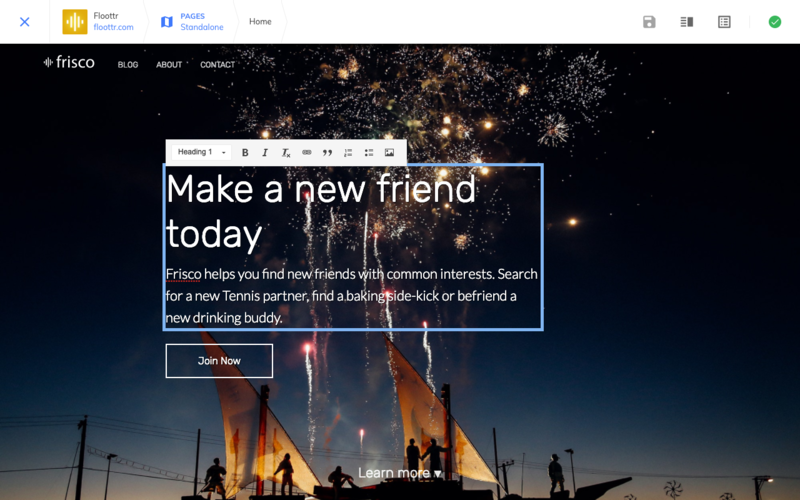 Floottr
floottr.com
PAGES
Standalone
Home
frisco
BLOG
ABOUT
CONTACT
Heading 1
B I Tx
Make a new friend
today
Frisco helps you find new friends with common interests. Search
for a new Tennis partner, find a baking side-kick or befriend a
new drinking buddy.
Join Now
Learn more ▾